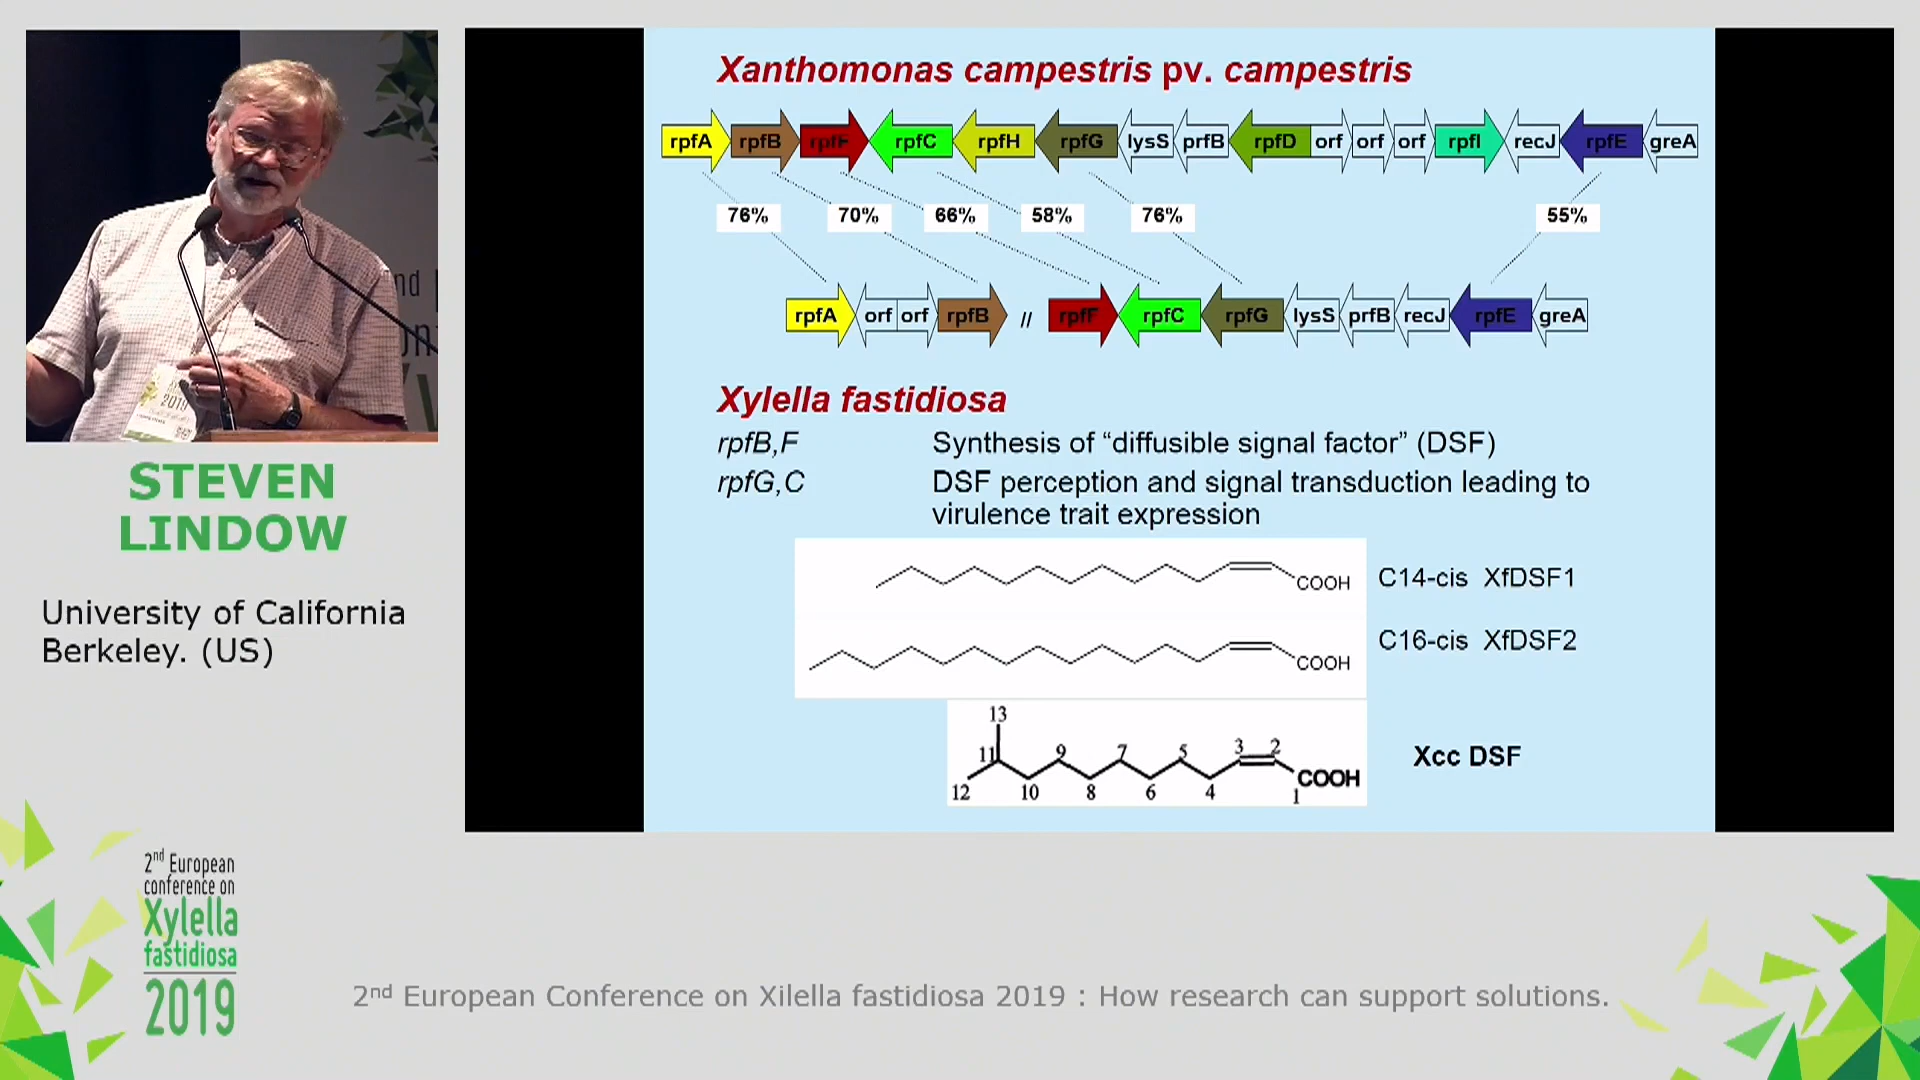 Xanthomonas campestris pv. campestris
rpfA rpfB rpfF rpfC rpfH rpfG lysS prfB rpfD orf orf orf rpfI recJ rpfE greA
76% 70% 66% 58% 76% 55%
rpfA orf orf rpfB // rpfF rpfC rpfG lysS prfB recJ rpfE greA
Xylella fastidiosa
rpfB,F Synthesis of “diffusible signal factor” (DSF)
rpfG,C DSF perception and signal transduction leading to
virulence trait expression
COOH C14-cis XfDSF1
COOH C16-cis XfDSF2
13
11 9 7 5 3 2
COOH
12 10 8 6 4 1
Xcc DSF
2019
STEVEN
LINDOW
University of California
Berkeley. (US)
2nd European
conference on
Xylella
fastidiosa
2019
2nd European Conference on Xilella fastidiosa 2019 : How research can support solutions.